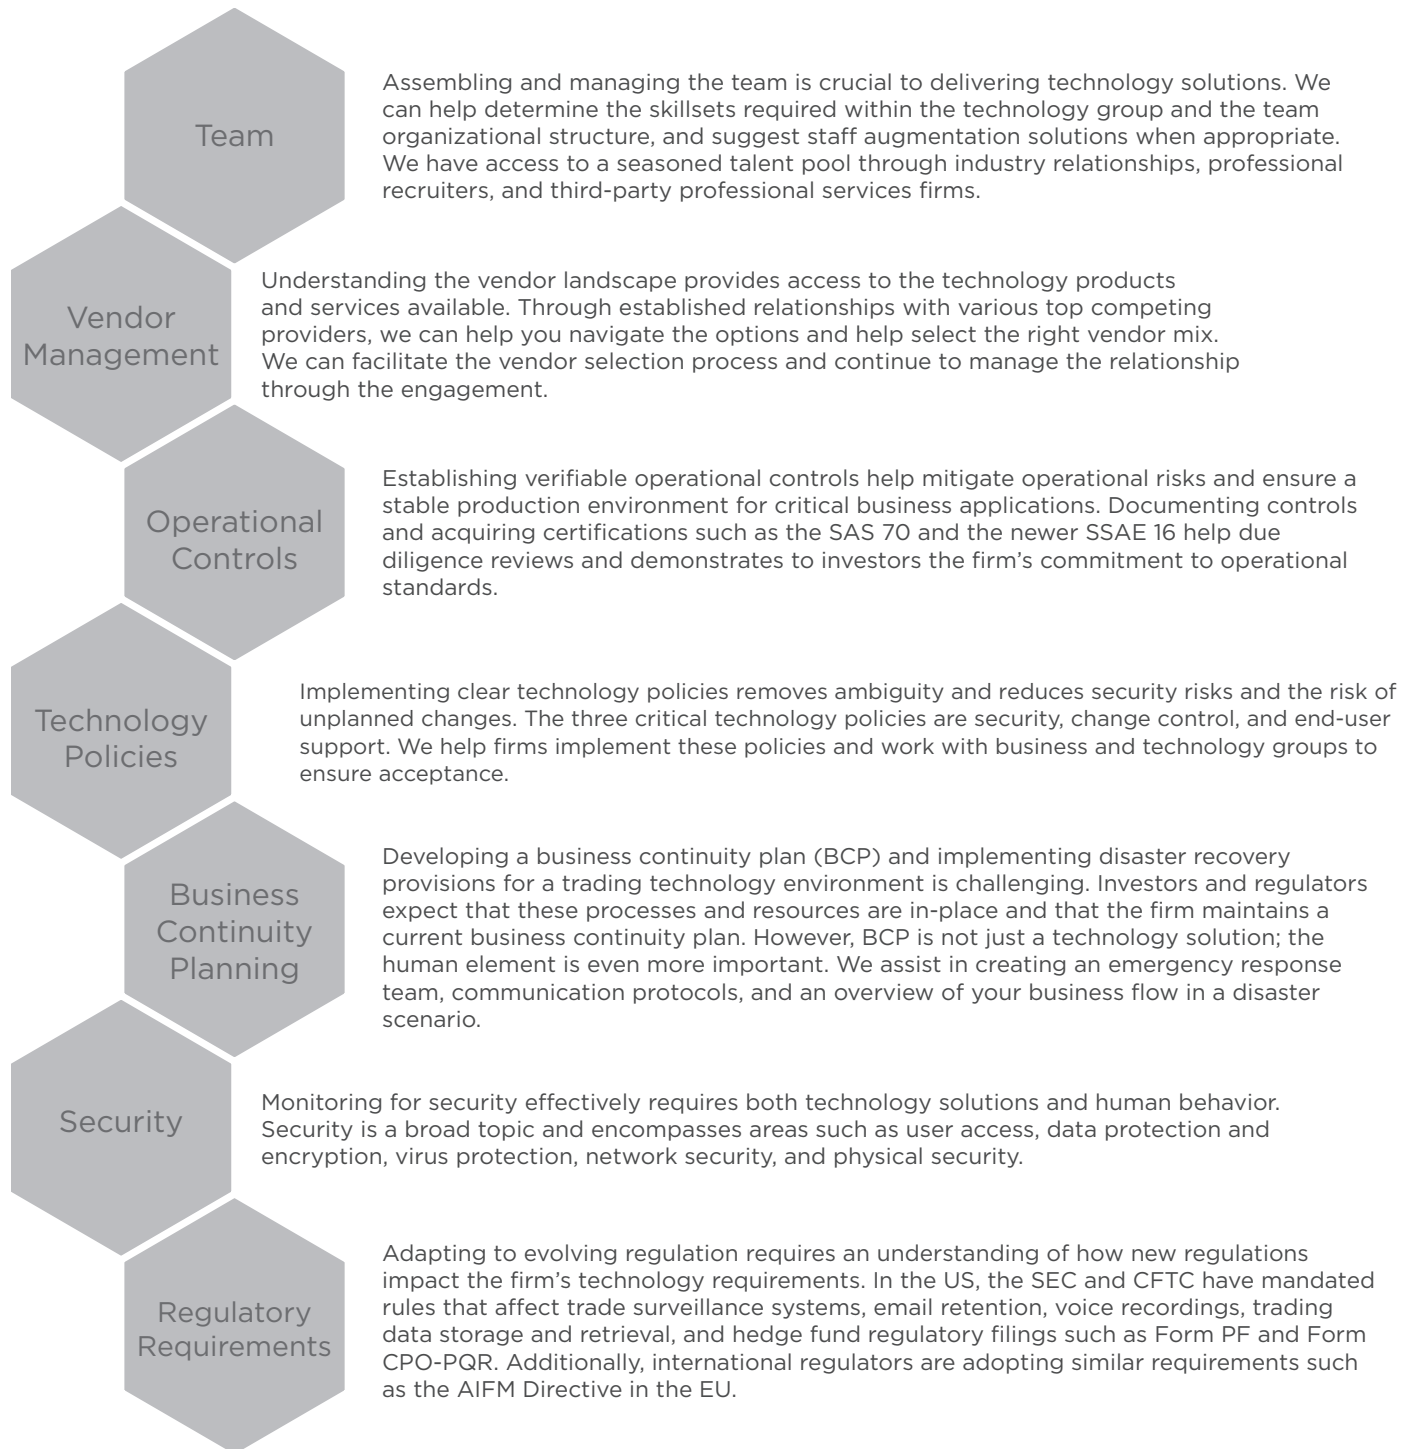 Team
Assembling and managing the team is crucial to delivering technology solutions. We
can help determine the skillsets required within the technology group and the team
organizational structure, and suggest staff augmentation solutions when appropriate.
We have access to a seasoned talent pool through industry relationships, professional
recruiters, and third-party professional services firms.
Vendor
Management
Understanding the vendor landscape provides access to the technology products
and services available. Through established relationships with various top competing
providers, we can help you navigate the options and help select the right vendor mix.
We can facilitate the vendor selection process and continue to manage the relationship
through the engagement.
Operational
Controls
Establishing verifiable operational controls help mitigate operational risks and ensure a
stable production environment for critical business applications. Documenting controls
and acquiring certifications such as the SAS 70 and the newer SSAE 16 help due
diligence reviews and demonstrates to investors the firm’s commitment to operational
standards.
Technology
Policies
Implementing clear technology policies removes ambiguity and reduces security risks and the risk of
unplanned changes. The three critical technology policies are security, change control, and end-user
support. We help firms implement these policies and work with business and technology groups to
ensure acceptance.
Business
Continuity
Planning
Developing a business continuity plan (BCP) and implementing disaster recovery
provisions for a trading technology environment is challenging. Investors and regulators
expect that these processes and resources are in-place and that the firm maintains a
current business continuity plan. However, BCP is not just a technology solution; the
human element is even more important. We assist in creating an emergency response
team, communication protocols, and an overview of your business flow in a disaster
scenario.
Security
Monitoring for security effectively requires both technology solutions and human behavior.
Security is a broad topic and encompasses areas such as user access, data protection and
encryption, virus protection, network security, and physical security.
Regulatory
Requirements
Adapting to evolving regulation requires an understanding of how new regulations
impact the firm’s technology requirements. In the US, the SEC and CFTC have mandated
rules that affect trade surveillance systems, email retention, voice recordings, trading
data storage and retrieval, and hedge fund regulatory filings such as Form PF and Form
CPO-PQR. Additionally, international regulators are adopting similar requirements such
as the AIFM Directive in the EU.